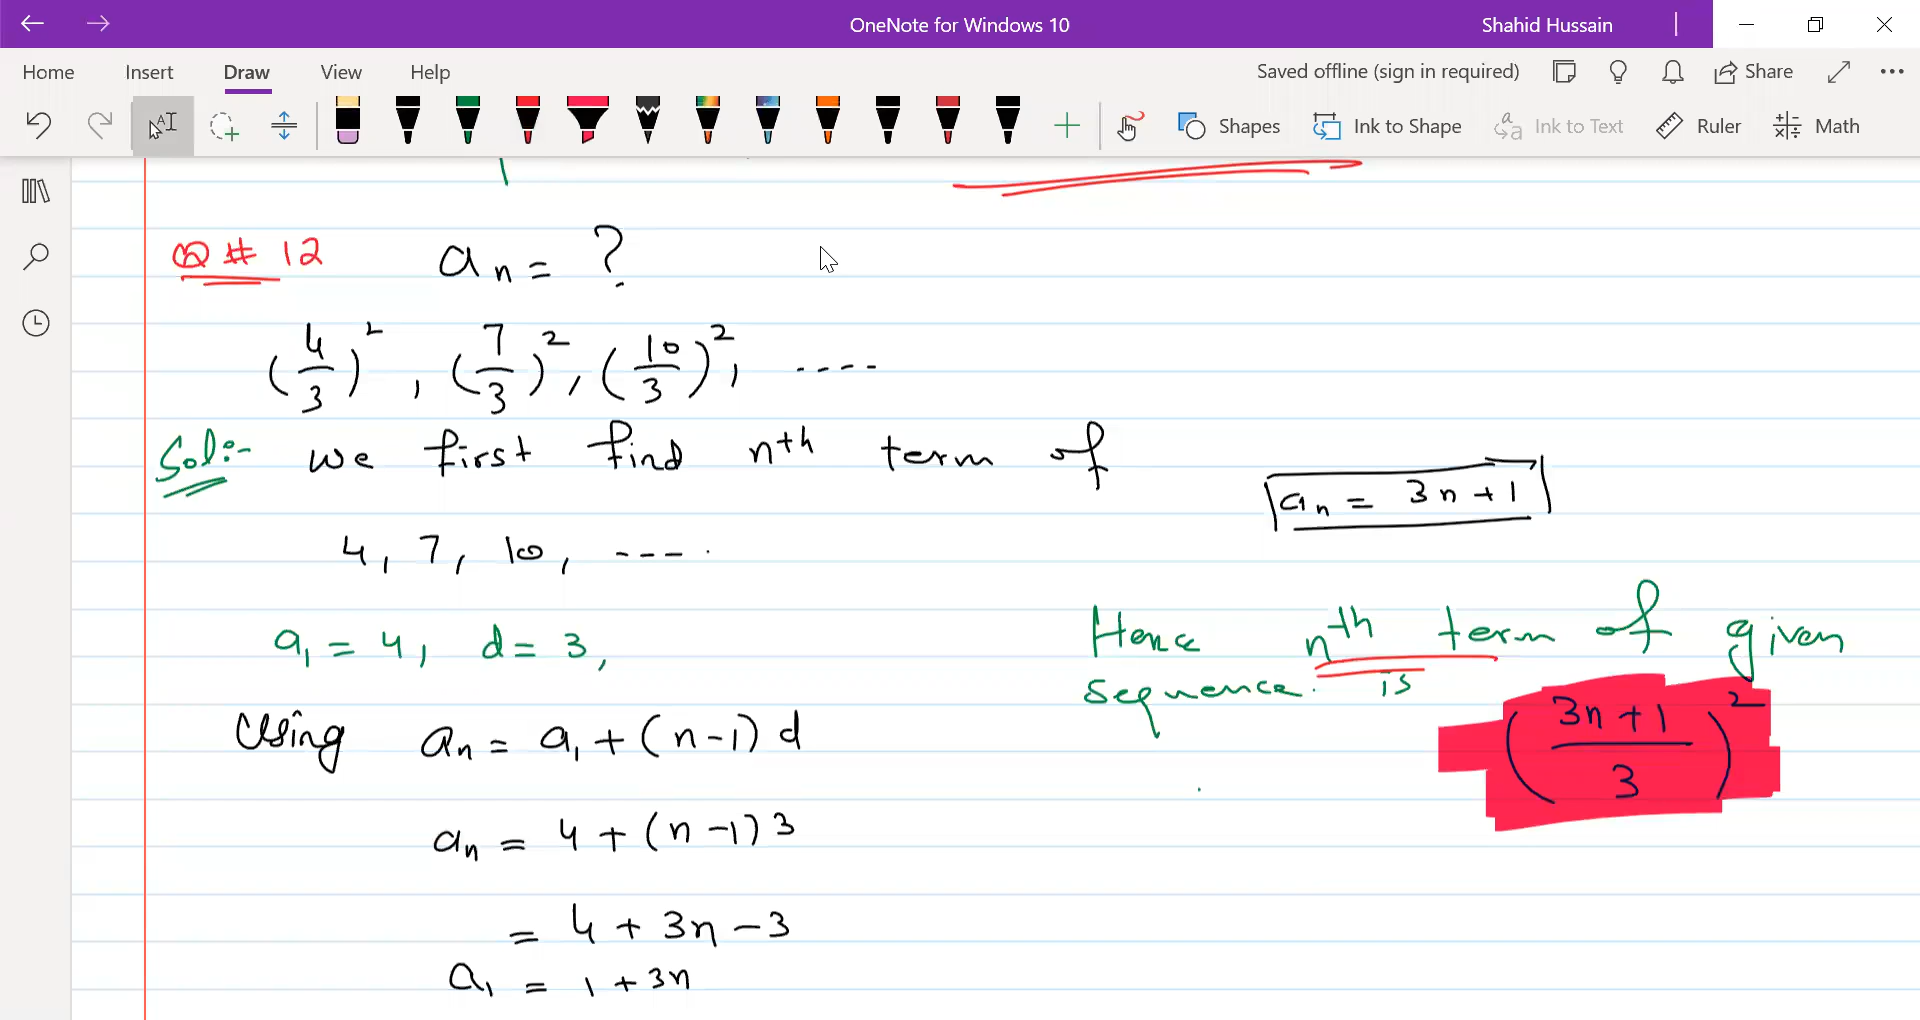 OneNote for Windows 10
Shahid Hussain
Home Insert Draw View Help
Saved offline (sign in required)
Share
Shapes
Ink to Shape
Ink to Text
Ruler
Math
Q # 12 aₙ = ?
(4/3)², (7/3)², (10/3)², ----
Sol:- we first find nth term of
4, 7, 10, ---.
a₁ = 4, d = 3,
Using aₙ = a₁ + (n-1) d
aₙ = 4 + (n-1) 3
= 4 + 3n - 3
a₁ = 1 + 3n
aₙ = 3n + 1
Hence nth term of given
sequence. is
((3n+1)/3)²